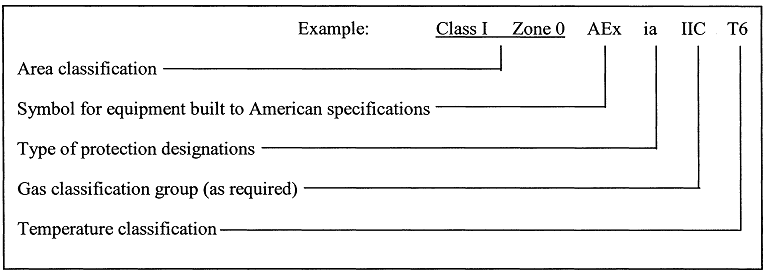 Example: Class I Zone 0 AEx ia IIC T6
Area classification
Symbol for equipment built to American specifications
Type of protection designations
Gas classification group (as required)
Temperature classification